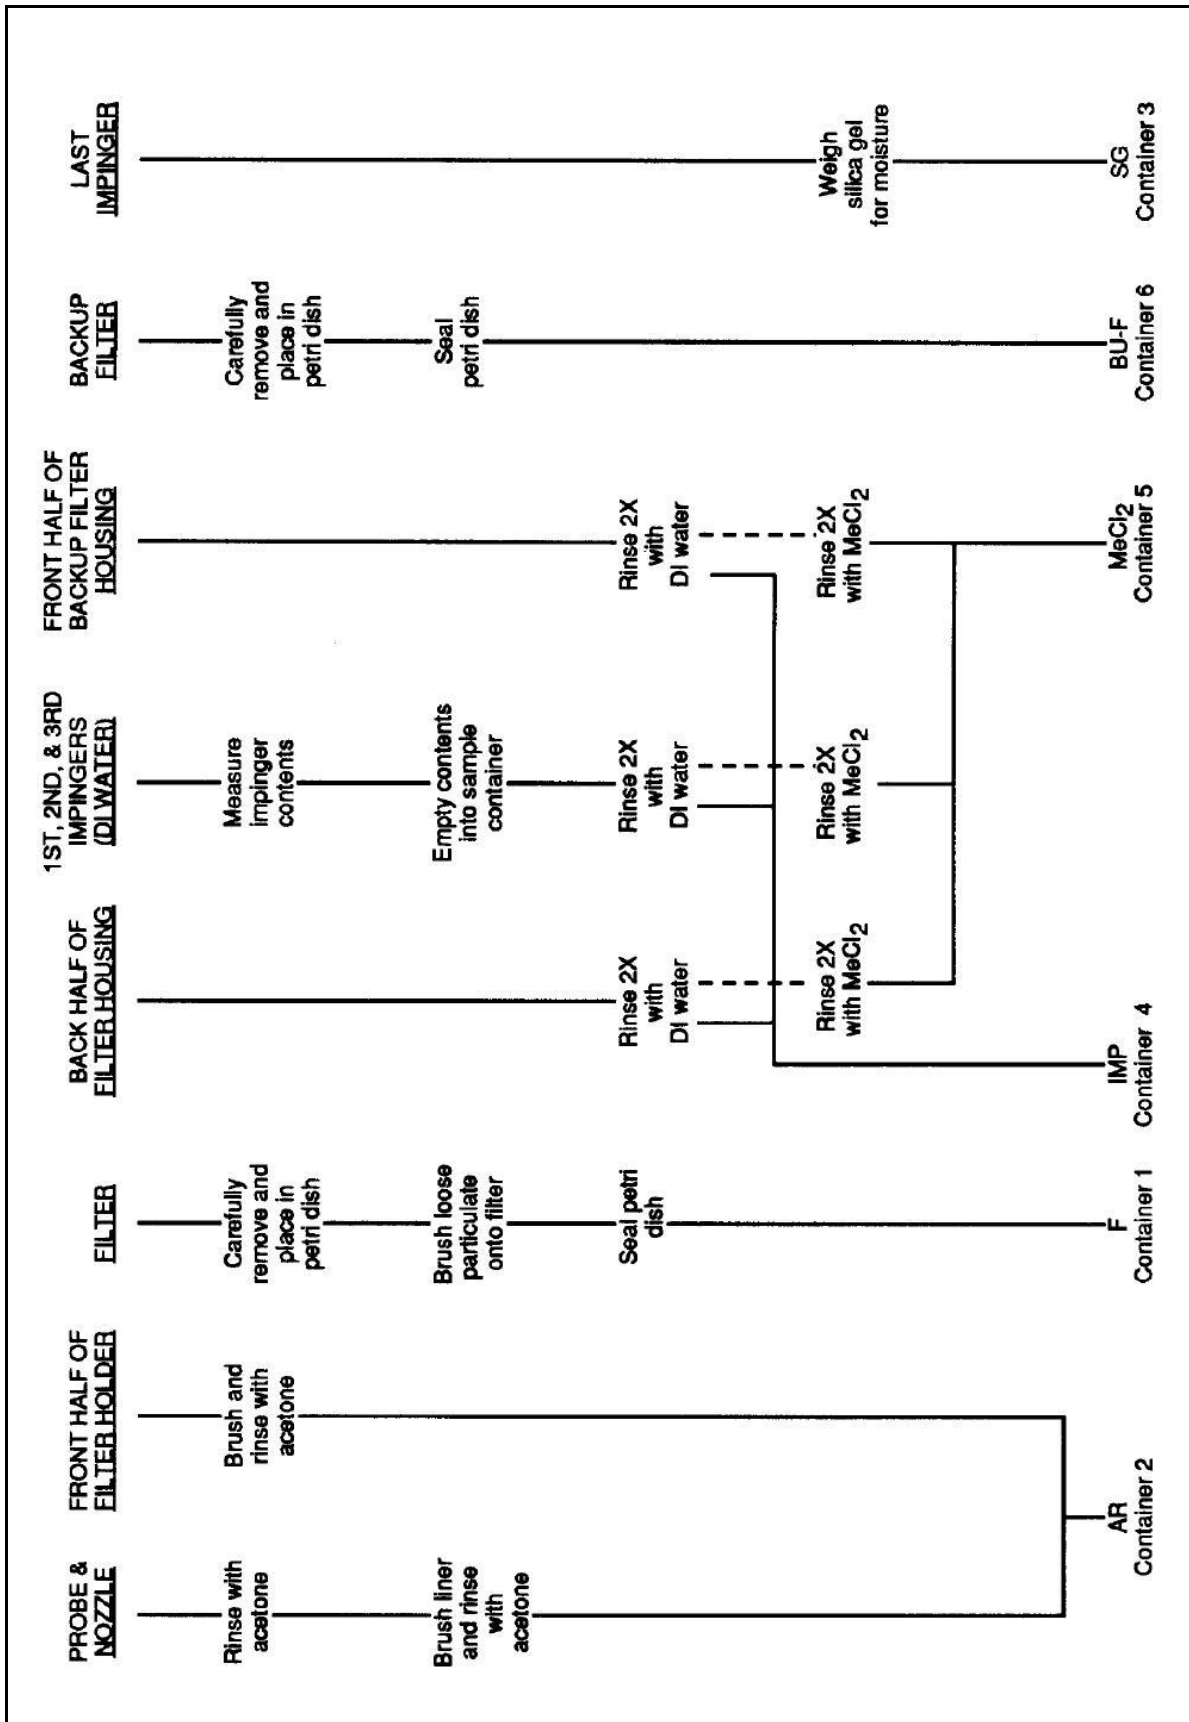 PROBE &
NOZZLE
Rinse with
acetone
Brush liner
and rinse
with
acetone
FRONT HALF OF
FILTER HOLDER
Brush and
rinse with
acetone
AR
Container 2
FILTER
Carefully
remove and
place in
petri dish
Brush loose
particulate
onto filter
Seal petri
dish
F
Container 1
BACK HALF OF
FILTER HOUSING
Rinse 2X
with
DI water
Rinse 2X
with MeCl2
IMP
Container 4
1ST, 2ND, & 3RD
IMPINGERS
(DI WATER)
Measure
impinger
contents
Empty contents
into sample
container
Rinse 2X
with
DI water
Rinse 2X
with MeCl2
FRONT HALF OF
BACKUP FILTER
HOUSING
Rinse 2X
with
DI water
Rinse 2X
with MeCl2
MeCl2
Container 5
BACKUP
FILTER
Carefully
remove and
place in
petri dish
Seal
petri dish
BU-F
Container 6
LAST
IMPINGER
Weigh
silica gel
for moisture
SG
Container 3